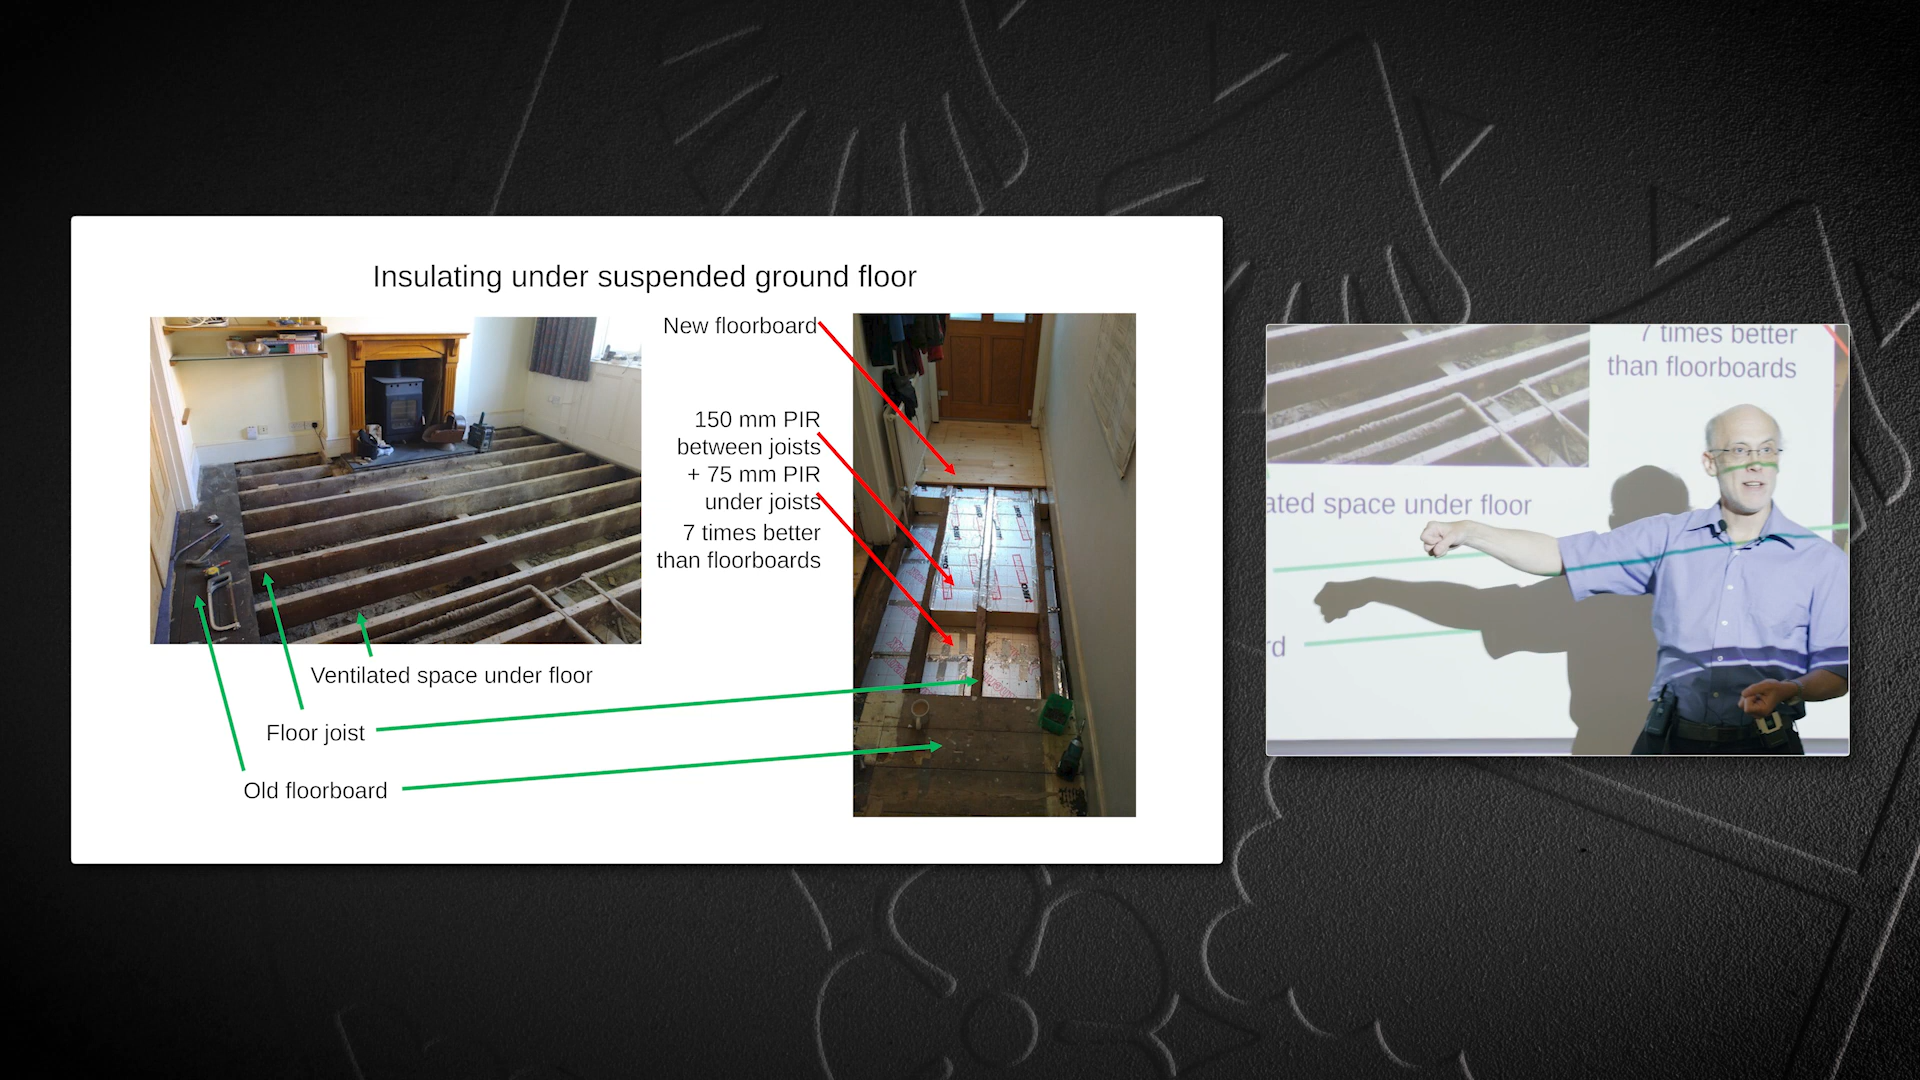 Insulating under suspended ground floor
New floorboard
150 mm PIR
between joists
+ 75 mm PIR
under joists
7 times better
than floorboards
Ventilated space under floor
Floor joist
Old floorboard
7 times better
than floorboards
ated space under floor
rd